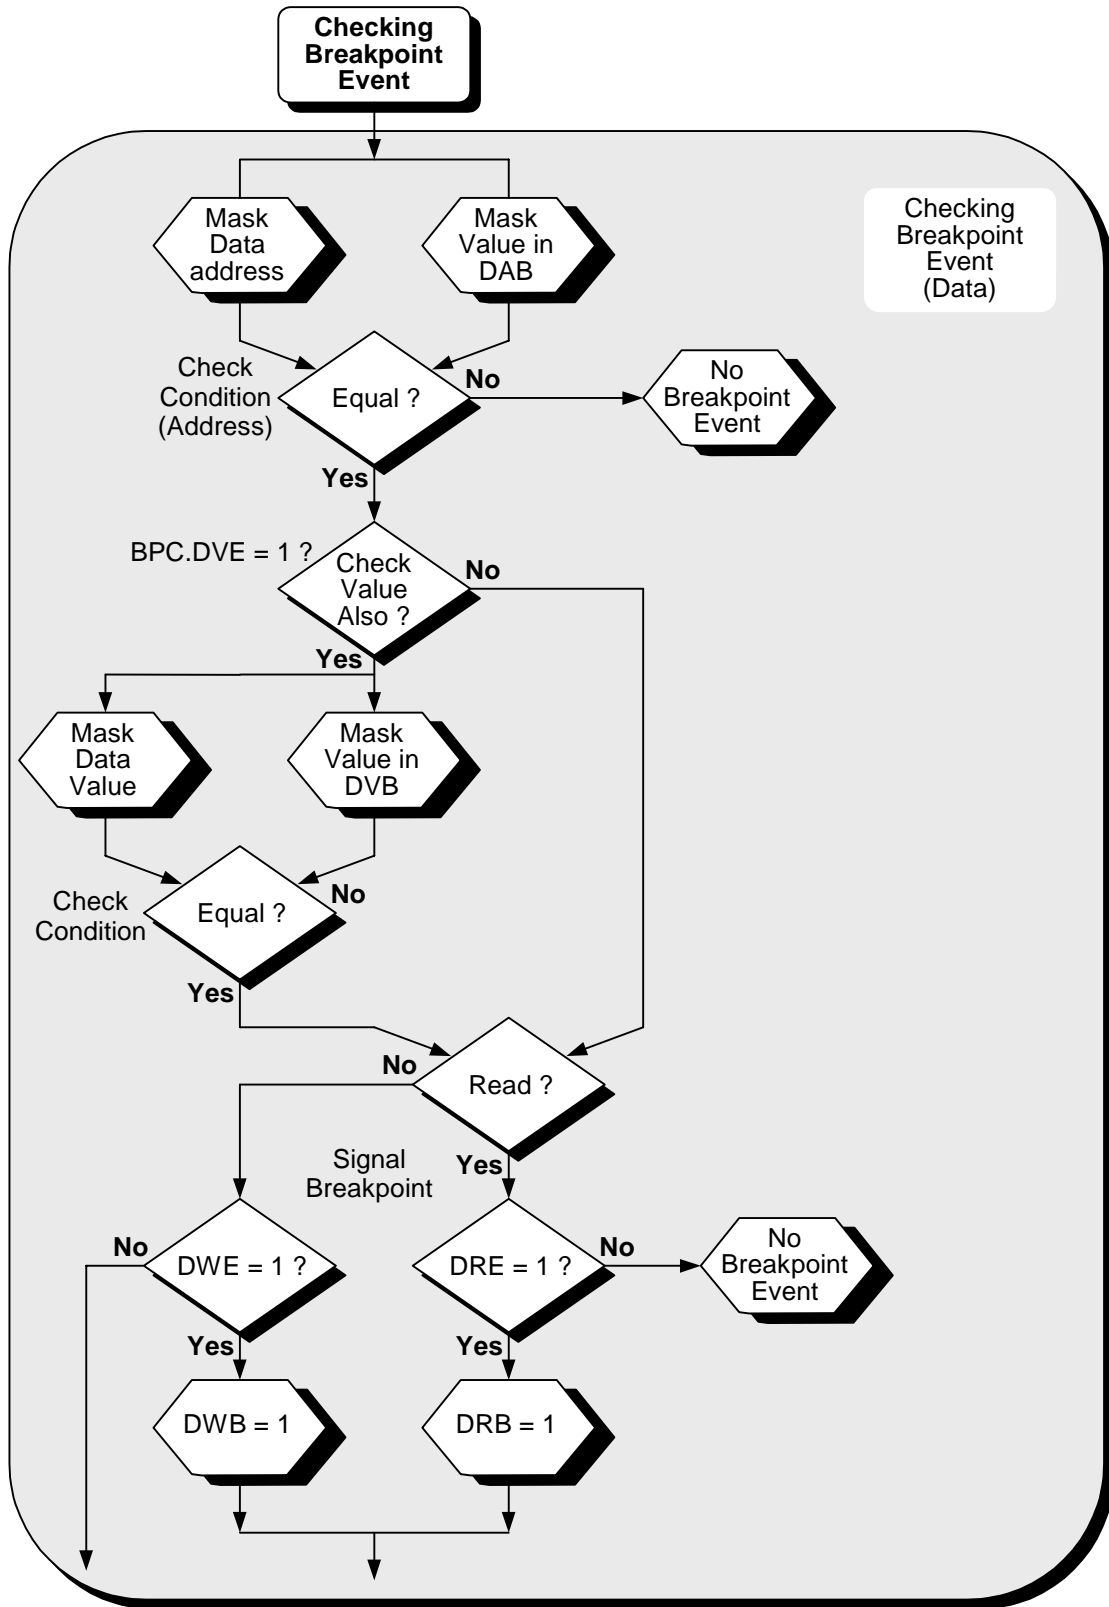 Checking
Breakpoint
Event
Checking
Breakpoint
Event
(Data)
Mask
Data
address
Mask
Value in
DAB
Check
Condition
(Address)
Equal ?
No
No
Breakpoint
Event
Yes
BPC.DVE = 1 ?
Check
Value
Also ?
No
Yes
Mask
Data
Value
Mask
Value in
DVB
Check
Condition
Equal ?
No
Yes
No
Read ?
Signal
Breakpoint
Yes
No
DWE = 1 ?
DRE = 1 ?
No
No
Breakpoint
Event
Yes
Yes
DWB = 1
DRB = 1